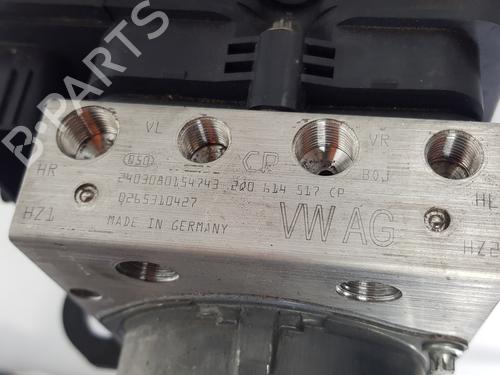 B-PARTS
VL
CP
VR
HR
BSO
B0J
HL
2403080154743 2Q0 614 517 CP
HZ1
0265310427
VW AG
HZ2
MADE IN GERMANY